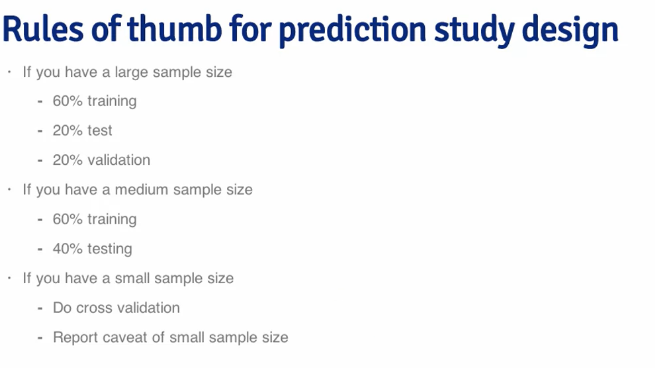 Rules of thumb for prediction study design
· If you have a large sample size
- 60% training
- 20% test
- 20% validation
· If you have a medium sample size
- 60% training
- 40% testing
· If you have a small sample size
- Do cross validation
- Report caveat of small sample size